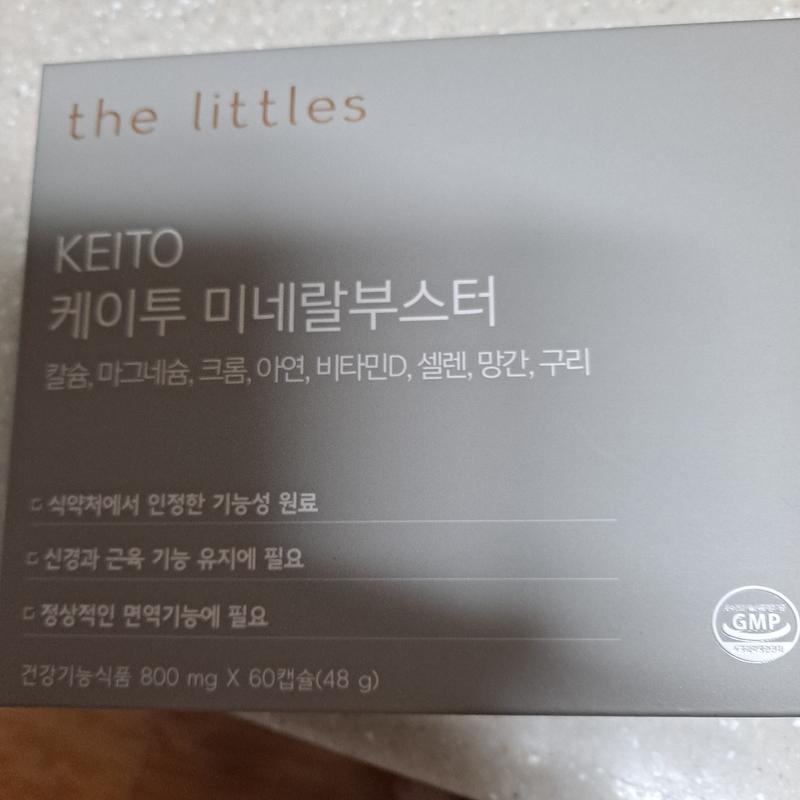 the littles
KEITO
케이투 미네랄부스터
칼슘, 마그네슘, 크롬, 아연, 비타민D, 셀렌, 망간, 구리
식약처에서 인정한 기능성 원료
신경과 근육 기능 유지에 필요
정상적인 면역기능에 필요
건강기능식품 800 mg X 60캡슐(48 g)
GMP